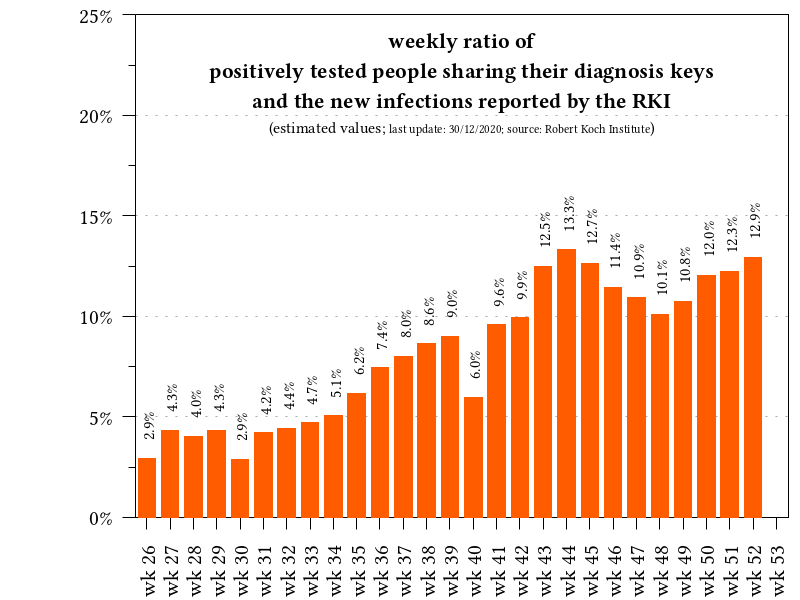 weekly ratio of
positively tested people sharing their diagnosis keys
and the new infections reported by the RKI
(estimated values; last update: 30/12/2020; source: Robert Koch Institute)
25%
20%
15%
10%
5%
0%
2.9%
4.3%
4.0%
4.3%
2.9%
4.2%
4.4%
4.7%
5.1%
6.2%
7.4%
8.0%
8.6%
9.0%
6.0%
9.6%
9.9%
12.5%
13.3%
12.7%
11.4%
10.9%
10.1%
10.8%
12.0%
12.3%
12.9%
wk 26
wk 27
wk 28
wk 29
wk 30
wk 31
wk 32
wk 33
wk 34
wk 35
wk 36
wk 37
wk 38
wk 39
wk 40
wk 41
wk 42
wk 43
wk 44
wk 45
wk 46
wk 47
wk 48
wk 49
wk 50
wk 51
wk 52
wk 53